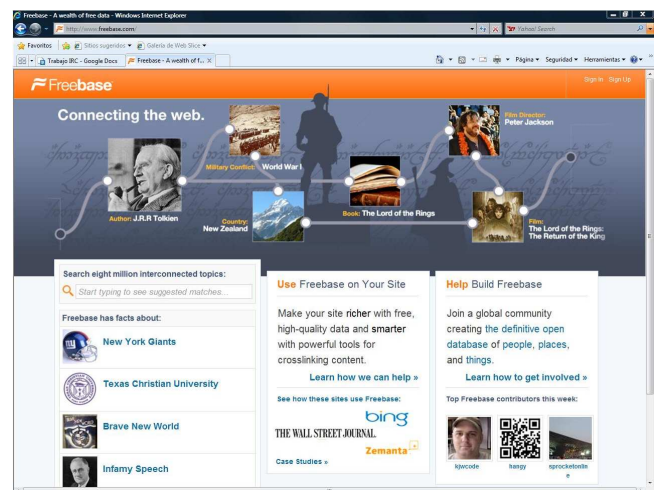 Freebase - A wealth of free data - Windows Internet Explorer
http://www.freebase.com/
Yahoo! Search
Favoritos
Sitios sugeridos
Galería de Web Slice
Trabajo IRC - Google Docs
Freebase - A wealth of f...
Página
Seguridad
Herramientas
Freebase
Sign In Sign Up
Connecting the web.
Film Director:
Peter Jackson
Military Conflict: World War I
Author: J.R.R Tolkien
Country:
New Zealand
Book: The Lord of the Rings
Film:
The Lord of the Rings:
The Return of the King
Search eight million interconnected topics:
Start typing to see suggested matches...
Freebase has facts about:
New York Giants
Texas Christian University
Brave New World
Infamy Speech
Use Freebase on Your Site
Make your site richer with free,
high-quality data and smarter
with powerful tools for
crosslinking content.
Learn how we can help »
See how these sites use Freebase:
bing
THE WALL STREET JOURNAL.
Zemanta
Case Studies »
Help Build Freebase
Join a global community
creating the definitive open
database of people, places,
and things.
Learn how to get involved »
Top Freebase contributors this week:
kjwcode
hangy
sprocketonlin
e